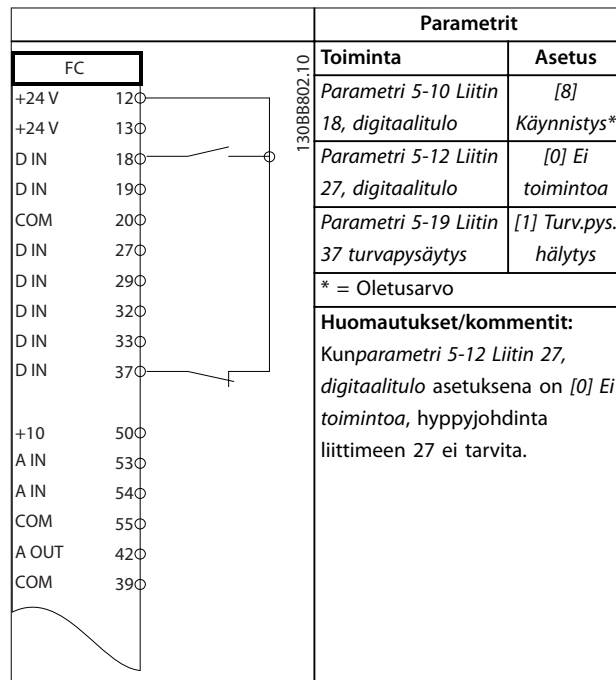 FC
+24 V 12
+24 V 13
D IN 18
D IN 19
COM 20
D IN 27
D IN 29
D IN 32
D IN 33
D IN 37
+10 50
A IN 53
A IN 54
COM 55
A OUT 42
COM 39
130BB802.10
Parametrit
Toiminta Asetus
Parametri 5-10 Liitin [8]
18, digitaalitulo Käynnistys*
Parametri 5-12 Liitin [0] Ei
27, digitaalitulo toimintoa
Parametri 5-19 Liitin [1] Turv.pys.
37 turvapysäytys hälytys
* = Oletusarvo
Huomautukset/kommentit:
Kunparametri 5-12 Liitin 27,
digitaalitulo asetuksena on [0] Ei
toimintoa, hyppyjohdinta
liittimeen 27 ei tarvita.